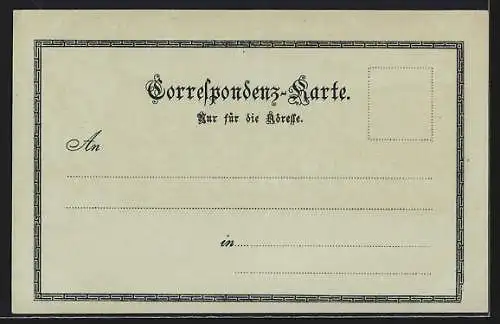 Correspondenz-Karte.
Nur für die Adresse.
An
in